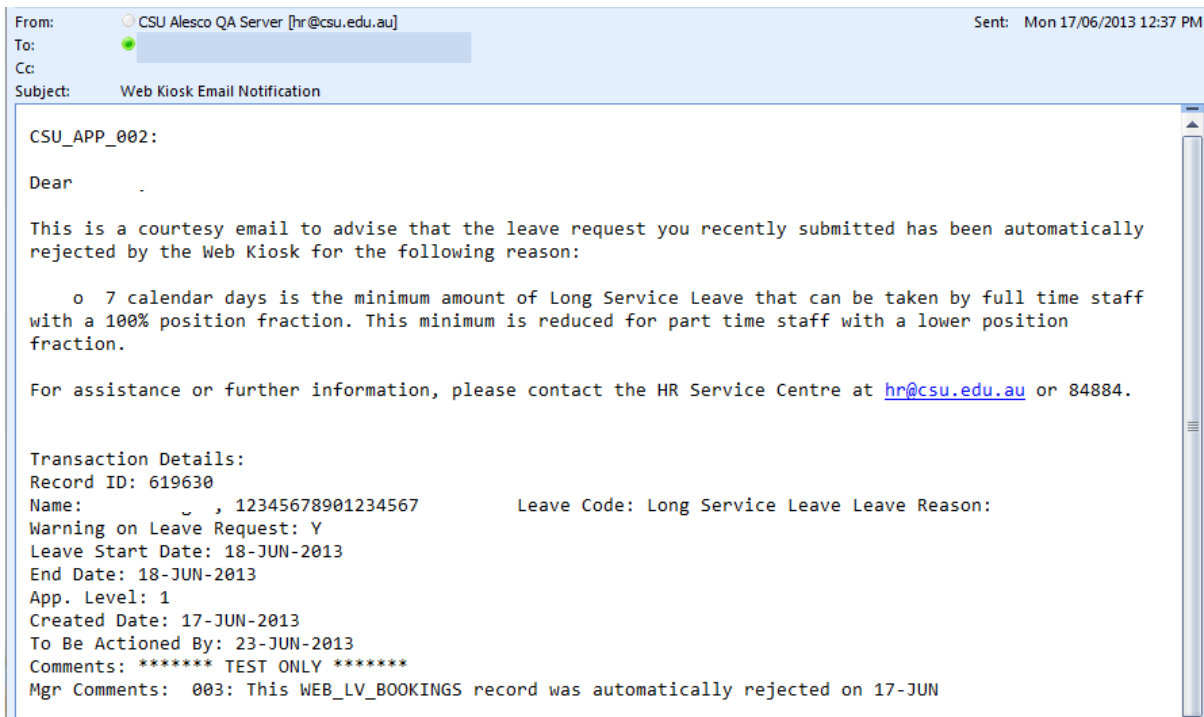 From: CSU Alesco QA Server [hr@csu.edu.au] Sent: Mon 17/06/2013 12:37 PM
To:
Cc:
Subject: Web Kiosk Email Notification
CSU_APP_002:
Dear
This is a courtesy email to advise that the leave request you recently submitted has been automatically
rejected by the Web Kiosk for the following reason:
o 7 calendar days is the minimum amount of Long Service Leave that can be taken by full time staff
with a 100% position fraction. This minimum is reduced for part time staff with a lower position
fraction.
For assistance or further information, please contact the HR Service Centre at hr@csu.edu.au or 84884.
Transaction Details:
Record ID: 619630
Name: , 12345678901234567 Leave Code: Long Service Leave Leave Reason:
Warning on Leave Request: Y
Leave Start Date: 18-JUN-2013
End Date: 18-JUN-2013
App. Level: 1
Created Date: 17-JUN-2013
To Be Actioned By: 23-JUN-2013
Comments: ******* TEST ONLY *******
Mgr Comments: 003: This WEB_LV_BOOKINGS record was automatically rejected on 17-JUN